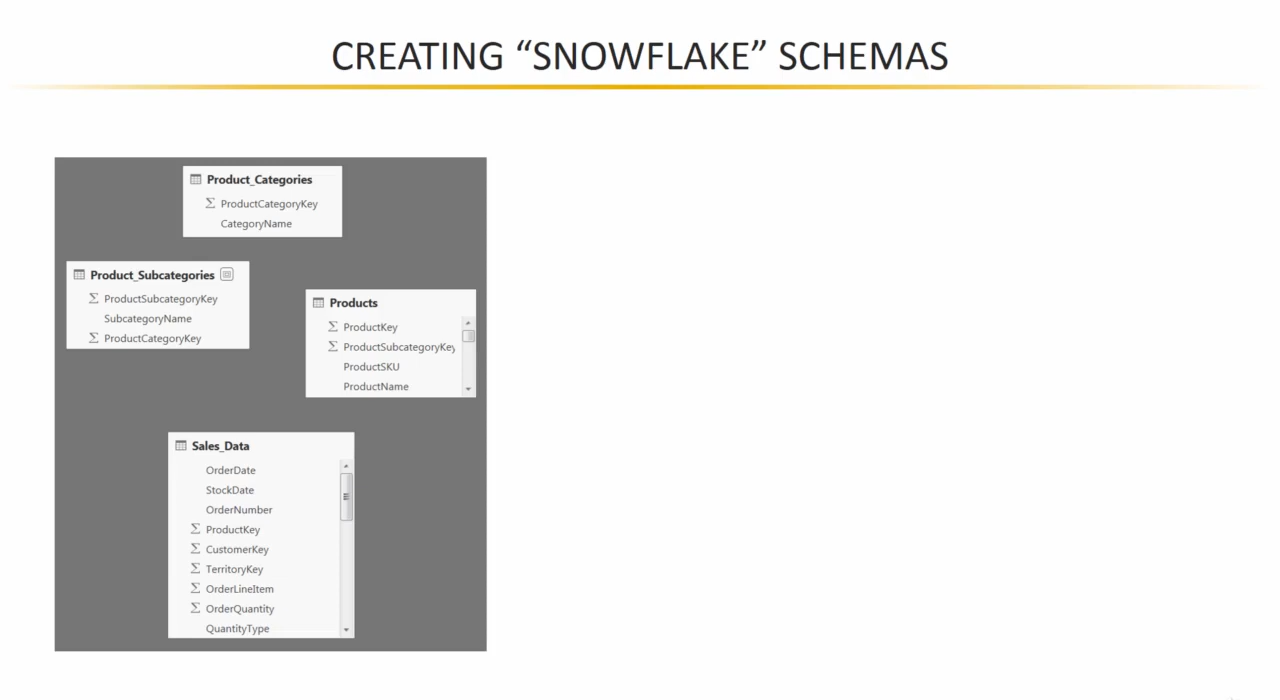 CREATING “SNOWFLAKE” SCHEMAS
Product_Categories
Σ ProductCategoryKey
CategoryName
Product_Subcategories
Σ ProductSubcategoryKey
SubcategoryName
Σ ProductCategoryKey
Products
Σ ProductKey
Σ ProductSubcategoryKey
ProductSKU
ProductName
Sales_Data
OrderDate
StockDate
OrderNumber
Σ ProductKey
Σ CustomerKey
Σ TerritoryKey
Σ OrderLineItem
Σ OrderQuantity
QuantityType